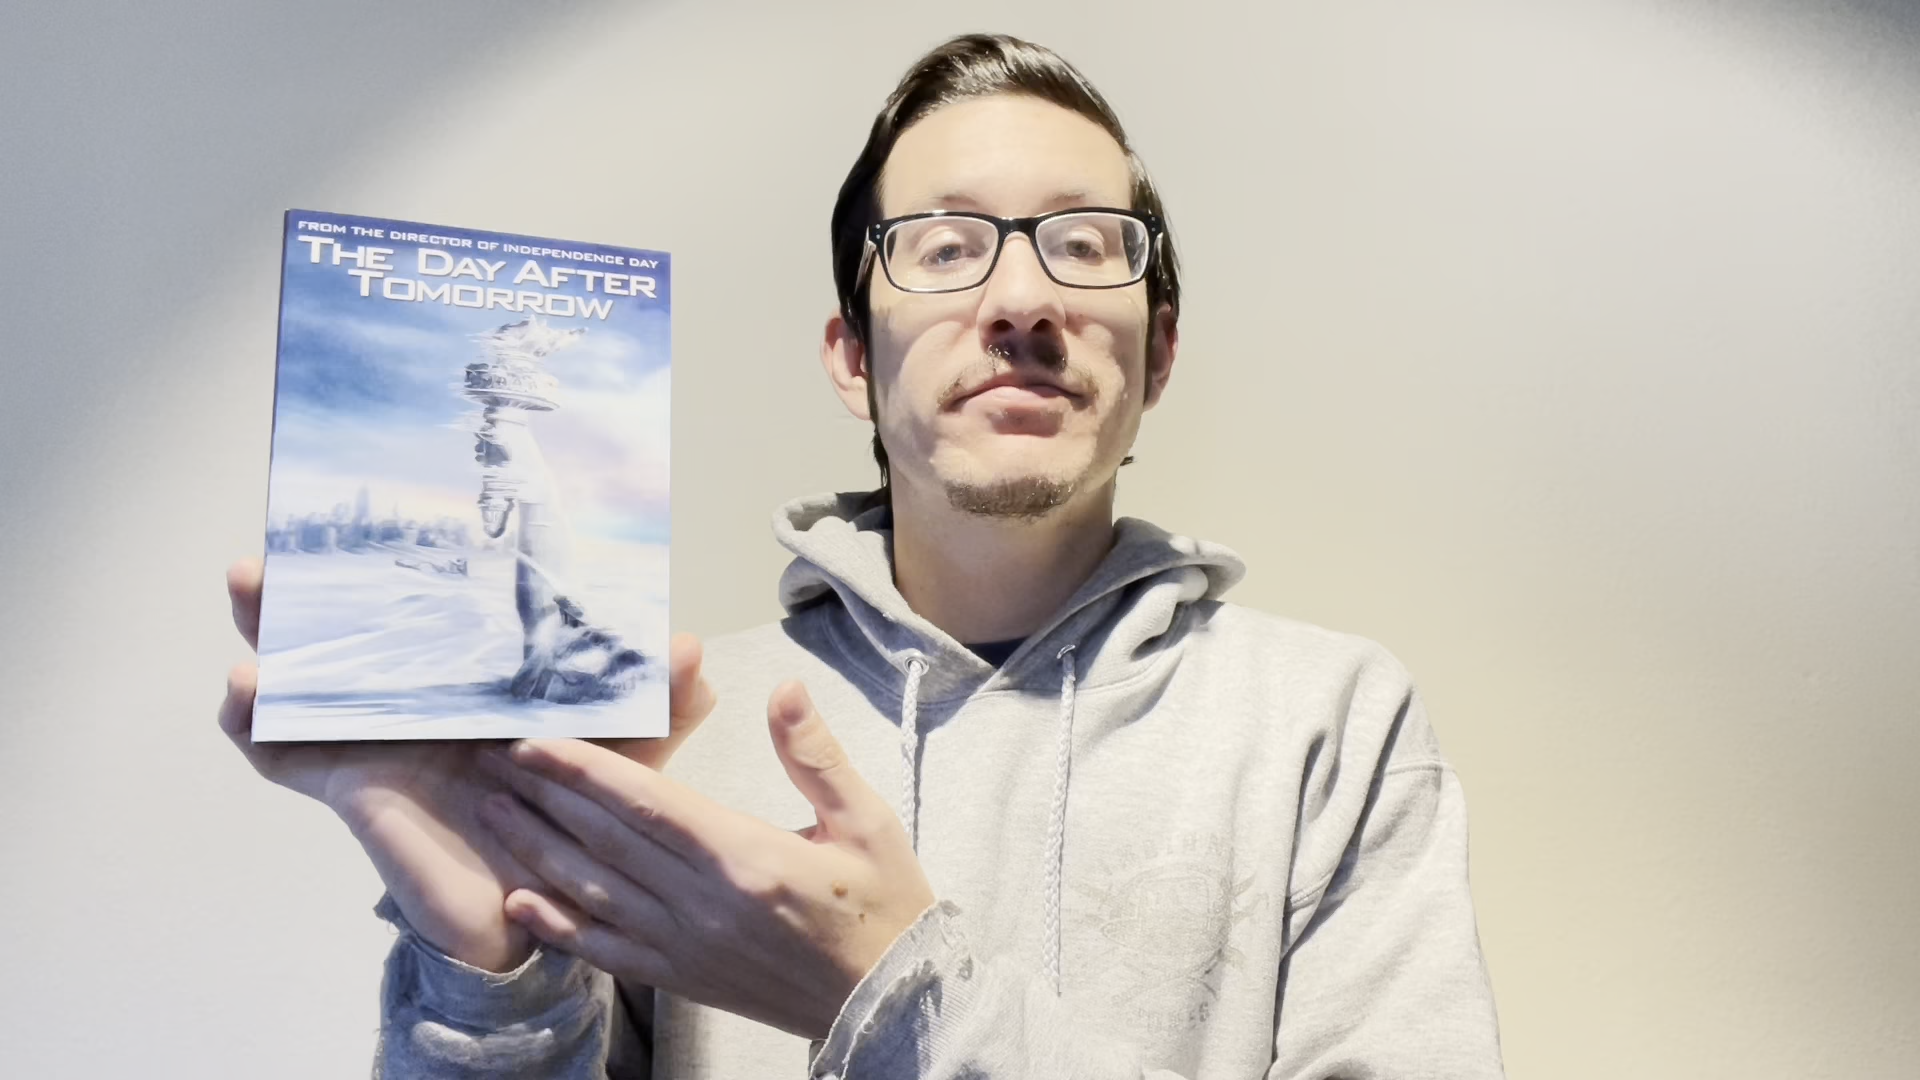 FROM THE DIRECTOR OF INDEPENDENCE DAY
THE DAY AFTER
TOMORROW